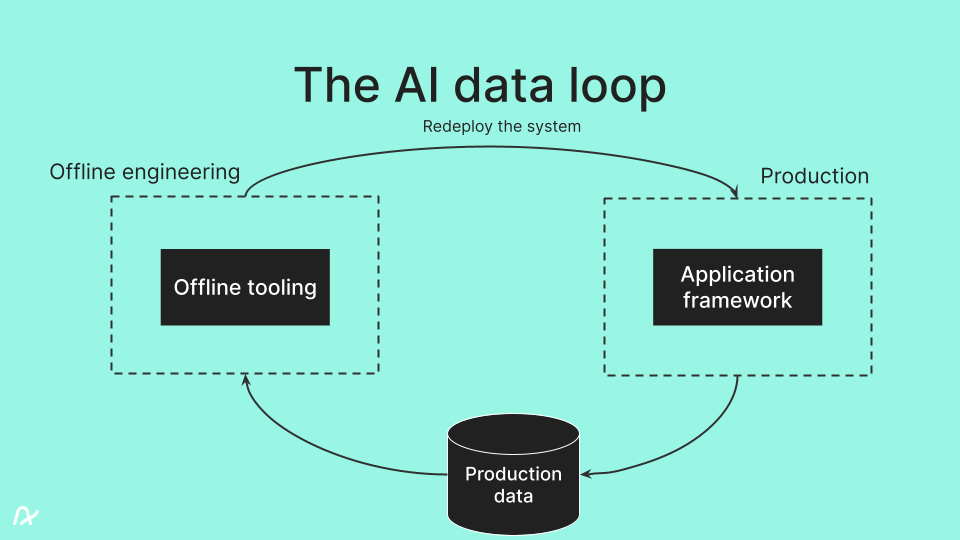 The AI data loop
Redeploy the system
Offline engineering
Production
Offline tooling
Application
framework
Production
data